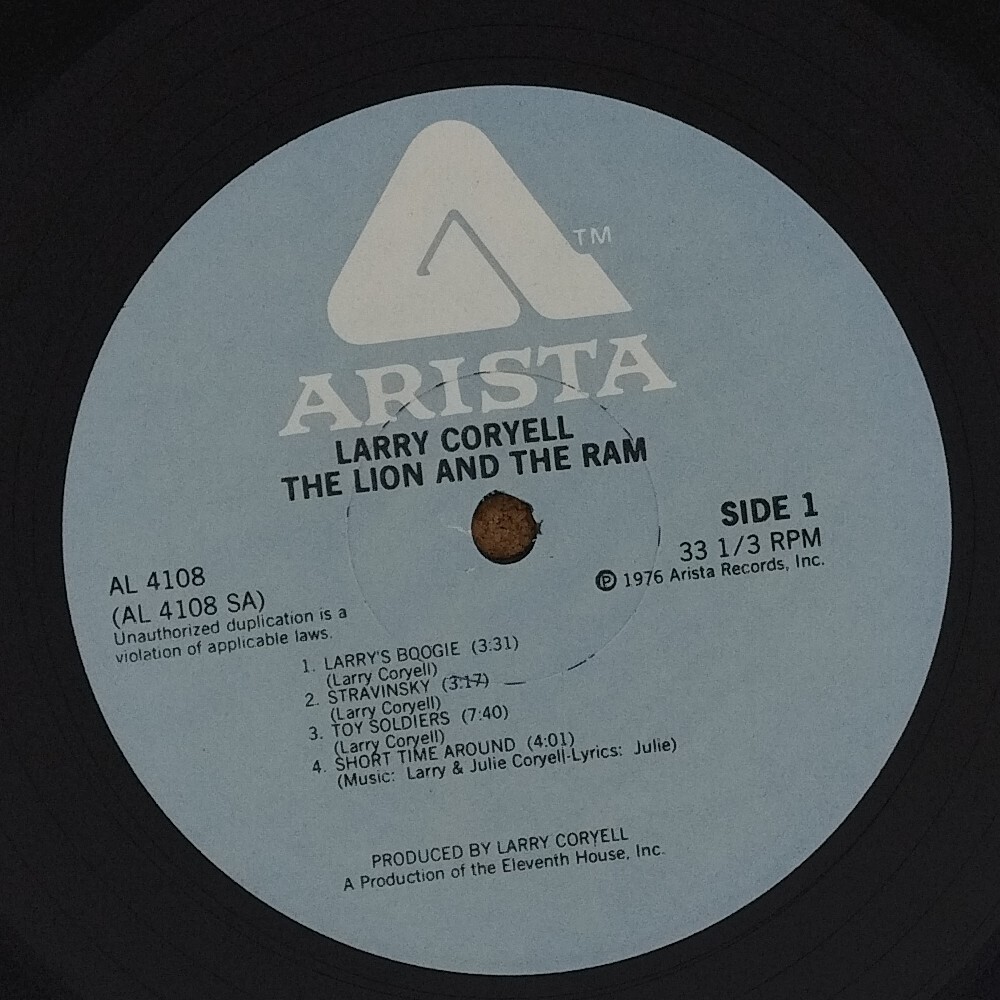 TM
ARISTA
LARRY CORYELL
THE LION AND THE RAM
SIDE 1
33 1/3 RPM
℗ 1976 Arista Records, Inc.
AL 4108
(AL 4108 SA)
Unauthorized duplication is a
violation of applicable laws.
1. LARRY'S BOOGIE (3:31)
(Larry Coryell)
2. STRAVINSKY (3:17)
(Larry Coryell)
3. TOY SOLDIERS (7:40)
(Larry Coryell)
4. SHORT TIME AROUND (4:01)
(Music: Larry & Julie Coryell-Lyrics: Julie)
PRODUCED BY LARRY CORYELL
A Production of the Eleventh House, Inc.